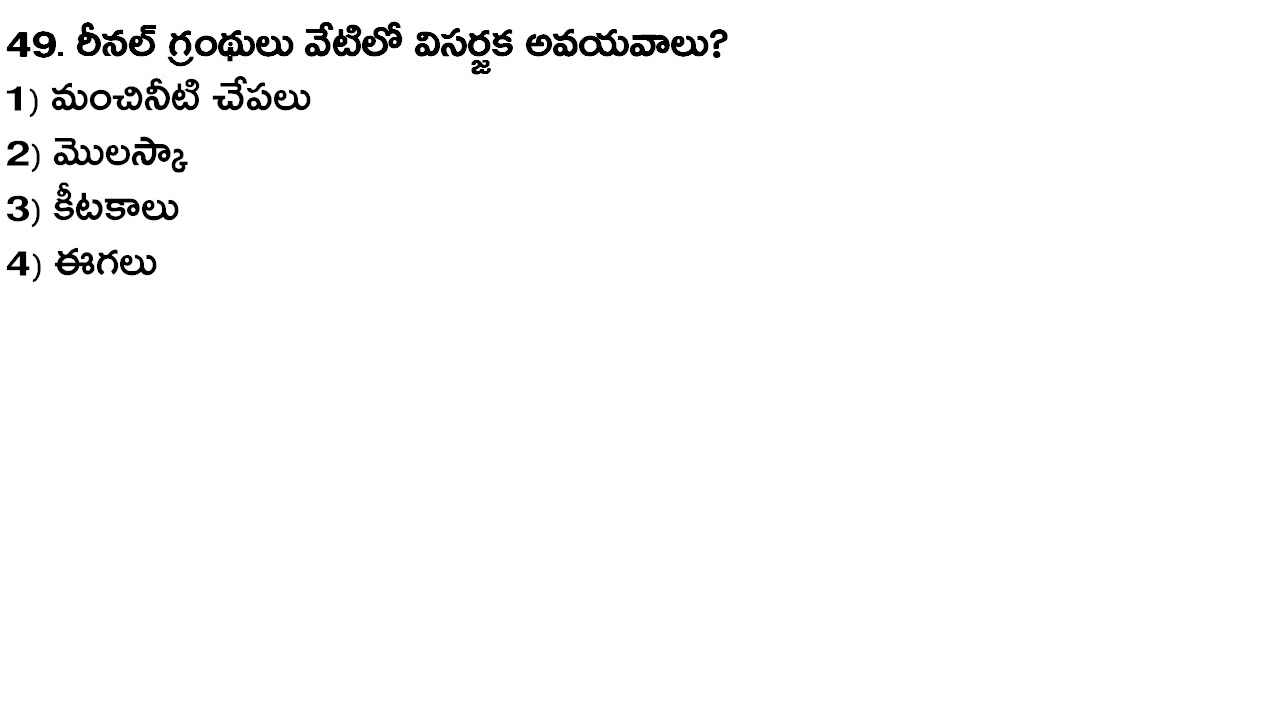 49. రీనల్ గ్రంథులు వేటిలో విసర్జక అవయవాలు?
1) మంచినీటి చేపలు
2) మొలస్కా
3) కీటకాలు
4) ఈగలు